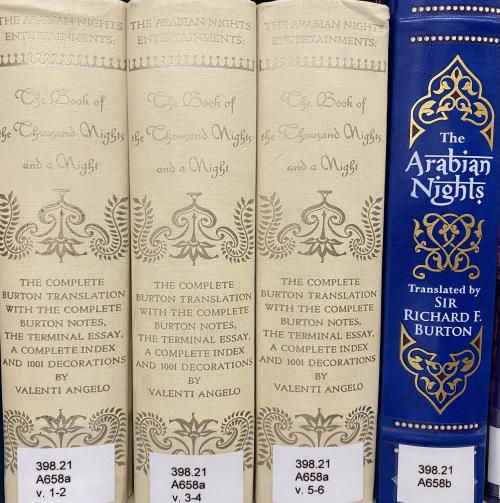 THE ARABIAN NIGHTS
ENTERTAINMENTS:
The Book of
the Thousand Nights
and a Night
THE COMPLETE
BURTON TRANSLATION
WITH THE COMPLETE
BURTON NOTES,
THE TERMINAL ESSAY,
A COMPLETE INDEX
AND 1001 DECORATIONS
BY
VALENTI ANGELO
398.21
A658a
v. 1-2
THE ARABIAN NIGHTS
ENTERTAINMENTS:
The Book of
the Thousand Nights
and a Night
THE COMPLETE
BURTON TRANSLATION
WITH THE COMPLETE
BURTON NOTES,
THE TERMINAL ESSAY,
A COMPLETE INDEX
AND 1001 DECORATIONS
BY
VALENTI ANGELO
398.21
A658a
v. 3-4
THE ARABIAN NIGHTS
ENTERTAINMENTS:
The Book of
the Thousand Nights
and a Night
THE COMPLETE
BURTON TRANSLATION
WITH THE COMPLETE
BURTON NOTES,
THE TERMINAL ESSAY,
A COMPLETE INDEX
AND 1001 DECORATIONS
BY
VALENTI ANGELO
398.21
A658a
v. 5-6
The
Arabian
Nights
Translated by
SIR
RICHARD F.
BURTON
398.21
A658b